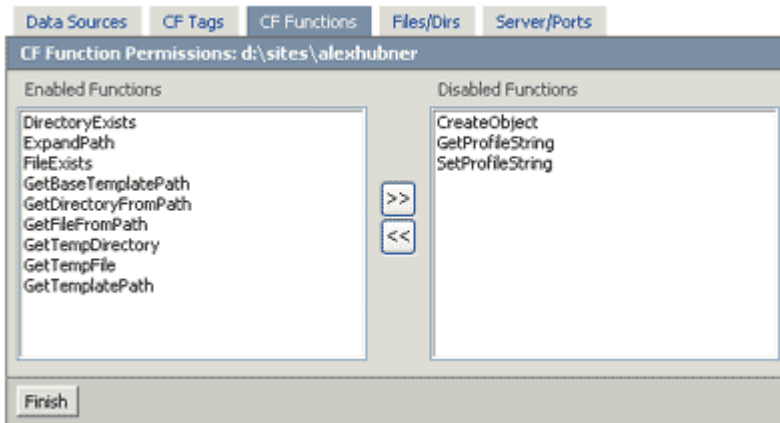 Data Sources
CF Tags
CF Functions
Files/Dirs
Server/Ports
CF Function Permissions: d:\sites\alexhubner
Enabled Functions
DirectoryExists
ExpandPath
FileExists
GetBaseTemplatePath
GetDirectoryFromPath
GetFileFromPath
GetTempDirectory
GetTempFile
GetTemplatePath
>>
<<
Disabled Functions
CreateObject
GetProfileString
SetProfileString
Finish